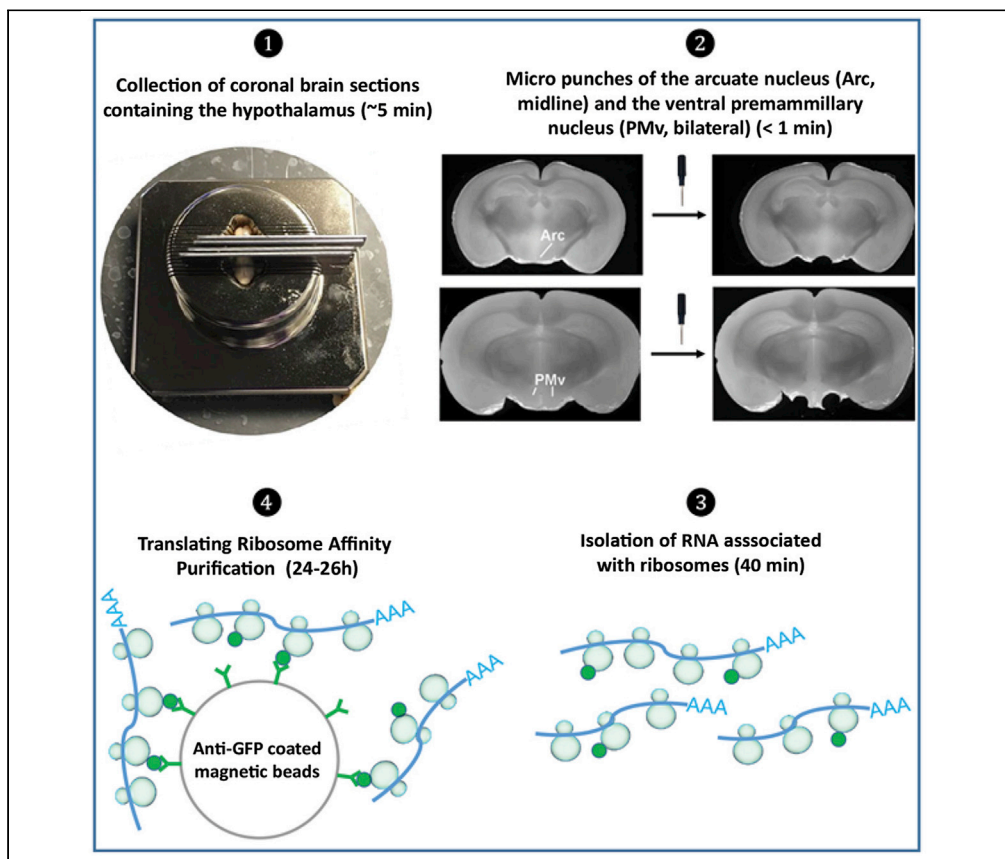 1
Collection of coronal brain sections
containing the hypothalamus (~5 min)
2
Micro punches of the arcuate nucleus (Arc,
midline) and the ventral premammillary
nucleus (PMv, bilateral) (< 1 min)
Arc
PMv
4
Translating Ribosome Affinity
Purification (24-26h)
AAA
AAA
AAA
Anti-GFP coated
magnetic beads
3
Isolation of RNA asssociated
with ribosomes (40 min)
AAA
AAA
AAA